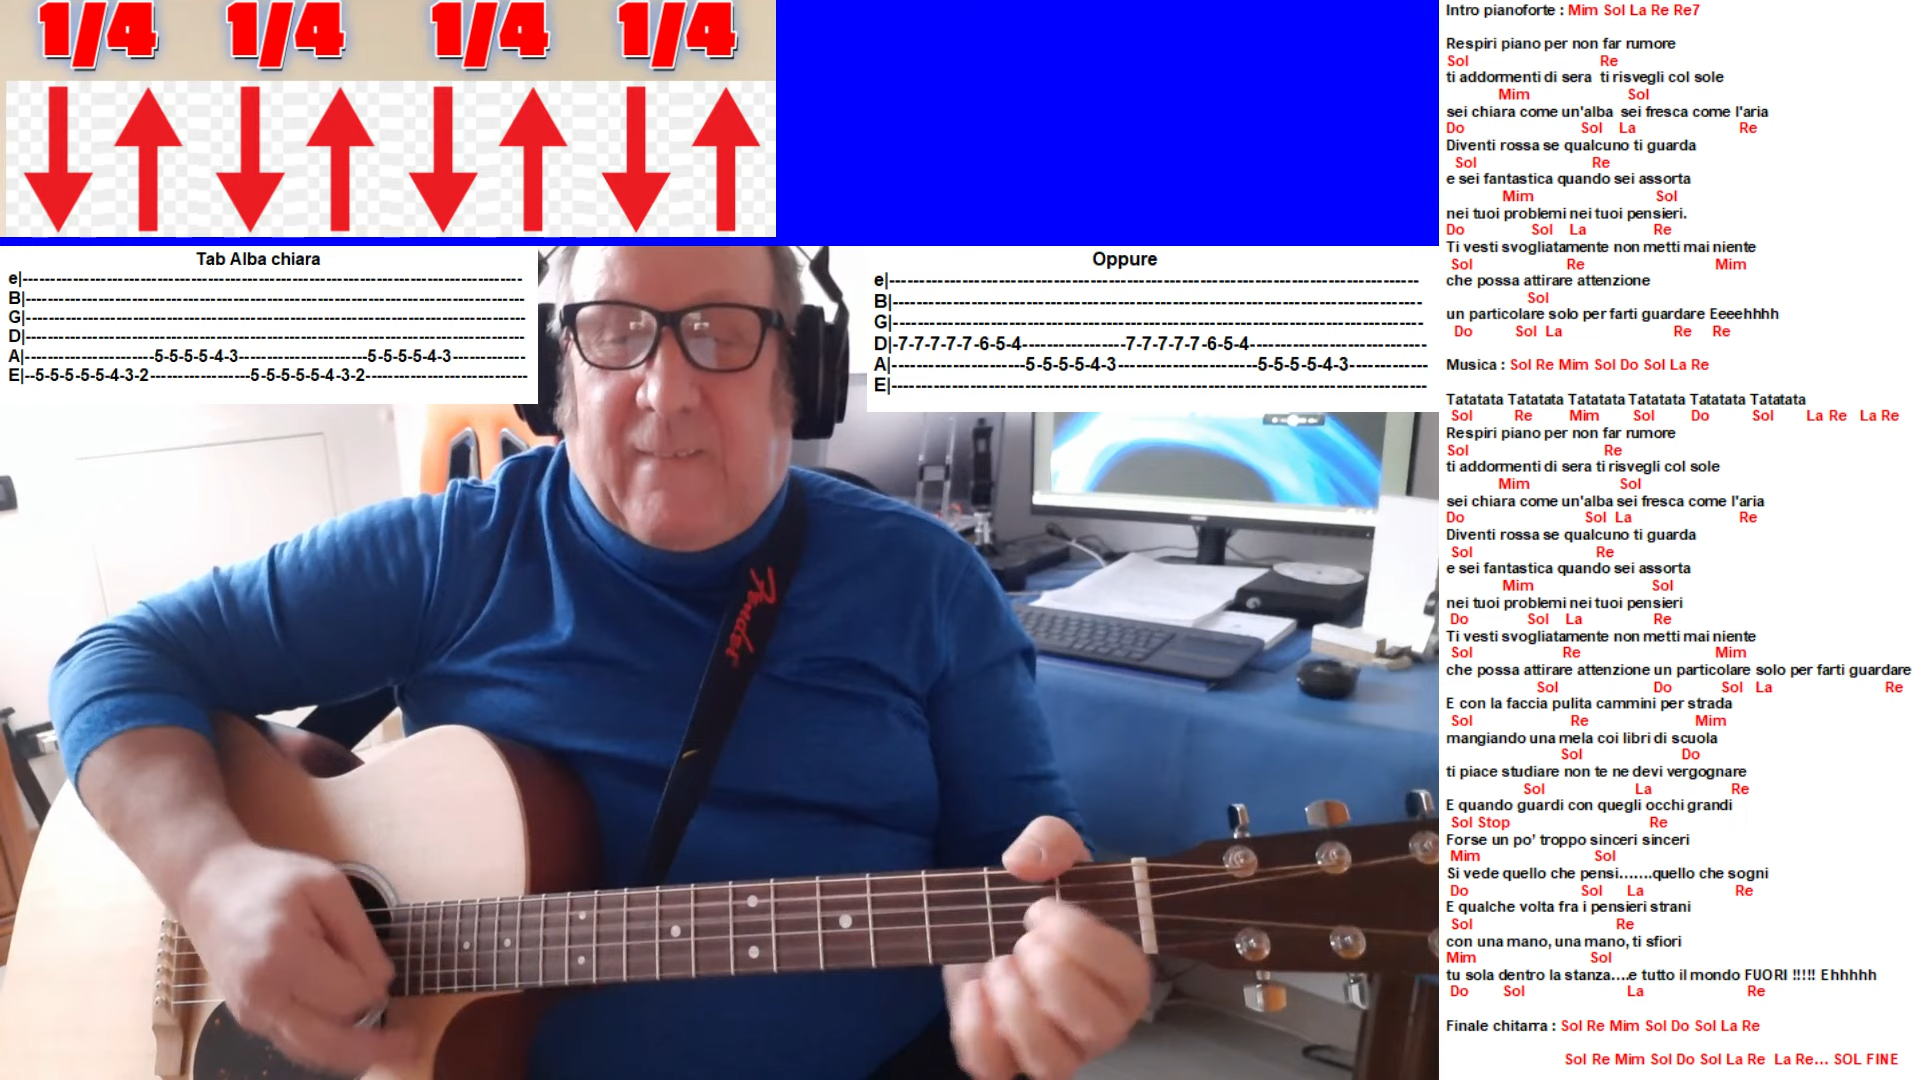 1/4 1/4 1/4 1/4
Tab Alba chiara
e|-----------------------------------------------------------------------------------
B|-----------------------------------------------------------------------------------
G|-----------------------------------------------------------------------------------
D|-----------------------------------------------------------------------------------
A|----------------------5-5-5-5-4-3----------------------5-5-5-5-4-3------------
E|--5-5-5-5-5-4-3-2-----------------5-5-5-5-5-4-3-2---------------------------
Oppure
e|-----------------------------------------------------------------------------------
B|-----------------------------------------------------------------------------------
G|-----------------------------------------------------------------------------------
D|-7-7-7-7-7-6-5-4------------------7-7-7-7-7-6-5-4------------------------------
A|-----------------------5-5-5-5-4-3------------------------5-5-5-5-4-3-------------
E|-----------------------------------------------------------------------------------
Fender
Intro pianoforte : Mim Sol La Re Re7
Respiri piano per non far rumore
Sol Re
ti addormenti di sera ti risvegli col sole
Mim Sol
sei chiara come un'alba sei fresca come l'aria
Do Sol La Re
Diventi rossa se qualcuno ti guarda
Sol Re
e sei fantastica quando sei assorta
Mim Sol
nei tuoi problemi nei tuoi pensieri.
Do Sol La Re
Ti vesti svogliatamente non metti mai niente
Sol Re Mim
che possa attirare attenzione
Sol
un particolare solo per farti guardare Eeeehhhh
Do Sol La Re Re
Musica : Sol Re Mim Sol Do Sol La Re
Tatatata Tatatata Tatatata Tatatata Tatatata Tatatata
Sol Re Mim Sol Do Sol La Re La Re
Respiri piano per non far rumore
Sol Re
ti addormenti di sera ti risvegli col sole
Mim Sol
sei chiara come un'alba sei fresca come l'aria
Do Sol La Re
Diventi rossa se qualcuno ti guarda
Sol Re
e sei fantastica quando sei assorta
Mim Sol
nei tuoi problemi nei tuoi pensieri
Do Sol La Re
Ti vesti svogliatamente non metti mai niente
Sol Re Mim
che possa attirare attenzione un particolare solo per farti guardare
Sol Do Sol La Re
E con la faccia pulita cammini per strada
Sol Re Mim
mangiando una mela coi libri di scuola
Sol Do
ti piace studiare non te ne devi vergognare
Sol La Re
E quando guardi con quegli occhi grandi
Sol Stop Re
Forse un po' troppo sinceri sinceri
Mim Sol
Si vede quello che pensi.......quello che sogni
Do Sol La Re
E qualche volta fra i pensieri strani
Sol Re
con una mano, una mano, ti sfiori
Mim Sol
tu sola dentro la stanza....e tutto il mondo FUORI !!!!! Ehhhhh
Do Sol La Re
Finale chitarra : Sol Re Mim Sol Do Sol La Re
Sol Re Mim Sol Do Sol La Re La Re... SOL FINE